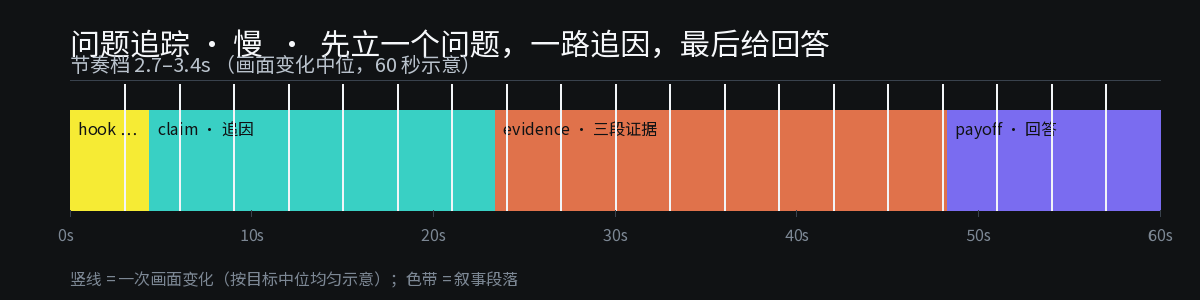 问题追踪 · 慢 · 先立一个问题，一路追因，最后给回答
节奏档 2.7–3.4s （画面变化中位，60 秒示意）
hook … claim · 追因 evidence · 三段证据 payoff · 回答
0s 10s 20s 30s 40s 50s 60s
竖线 = 一次画面变化（按目标中位均匀示意）；色带 = 叙事段落